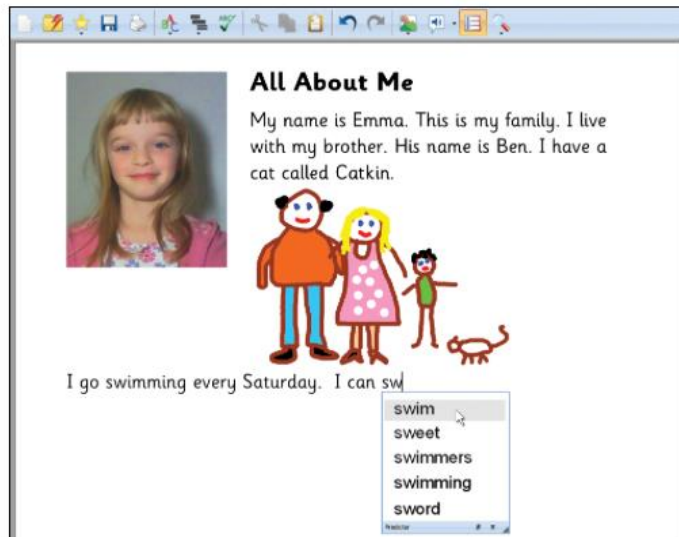 All About Me
My name is Emma. This is my family. I live
with my brother. His name is Ben. I have a
cat called Catkin.
I go swimming every Saturday.  I can sw
swim
sweet
swimmers
swimming
sword
Predictor